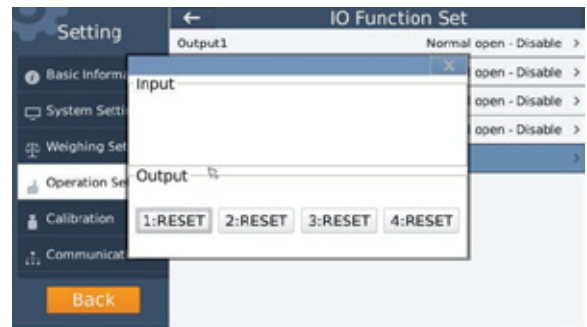 Setting
Basic Informa
System Setti
Weighing Set
Operation Se
Calibration
Communicat
Back
← IO Function Set
Output1 Normal open - Disable >
open - Disable >
open - Disable >
open - Disable >
>
X
Input
Output
1:RESET 2:RESET 3:RESET 4:RESET